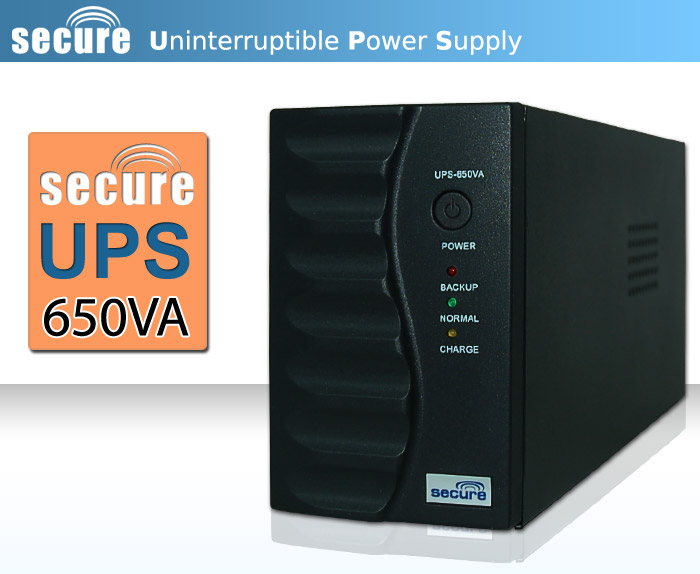 secure Uninterruptible Power Supply
secure
UPS
650VA
UPS-650VA
POWER
BACKUP
NORMAL
CHARGE
secure